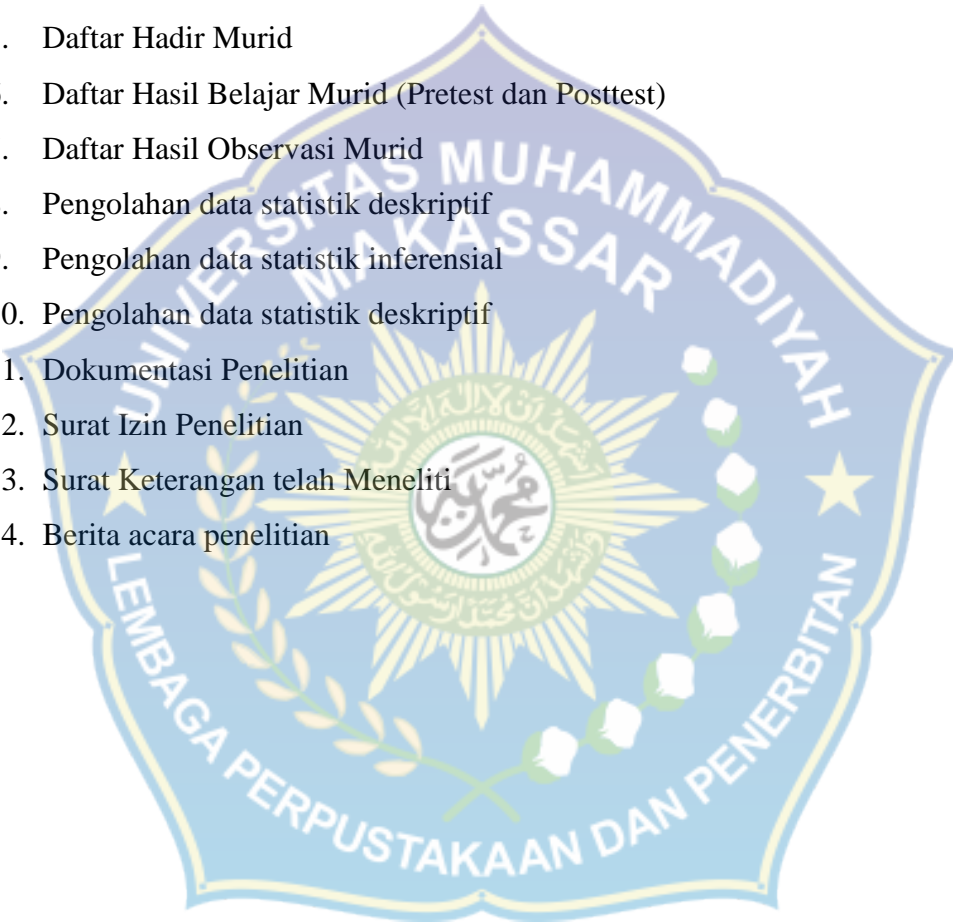 . Daftar Hadir Murid
. Daftar Hasil Belajar Murid (Pretest dan Posttest)
. Daftar Hasil Observasi Murid
. Pengolahan data statistik deskriptif
. Pengolahan data statistik inferensial
0. Pengolahan data statistik deskriptif
1. Dokumentasi Penelitian
2. Surat Izin Penelitian
3. Surat Keterangan telah Meneliti
4. Berita acara penelitian
UNIVERSITAS MUHAMMADIYAH
MAKASSAR
LEMBAGA PERPUSTAKAAN DAN PENERBITAN